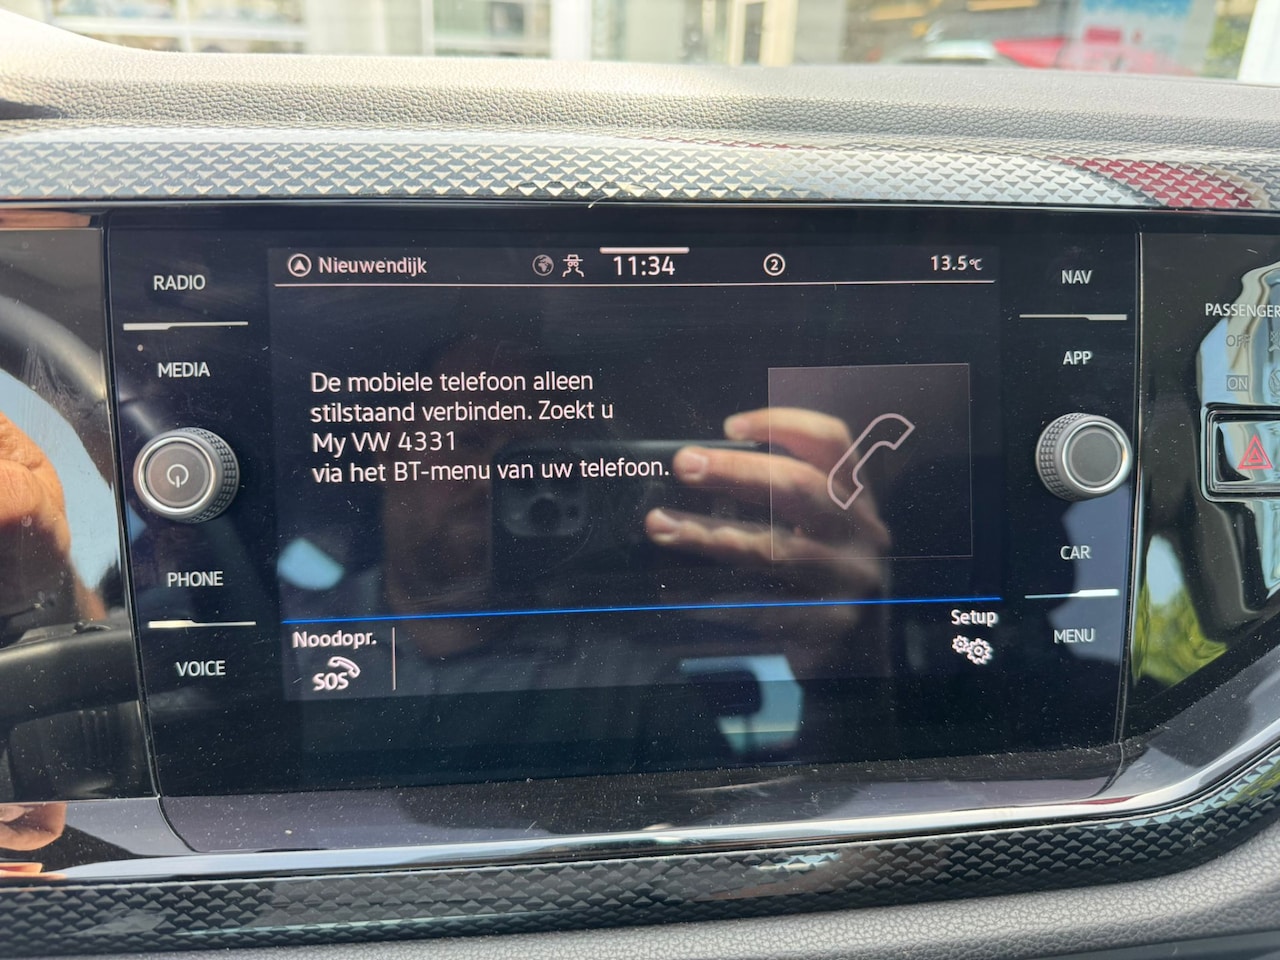 Nieuwendijk
11:34
2
13.5°C
RADIO
MEDIA
PHONE
VOICE
De mobiele telefoon alleen
stilstaand verbinden. Zoekt u
My VW 4331
via het BT-menu van uw telefoon.
Noodopr.
SOS
Setup
NAV
APP
CAR
MENU
PASSENGER
OFF
ON